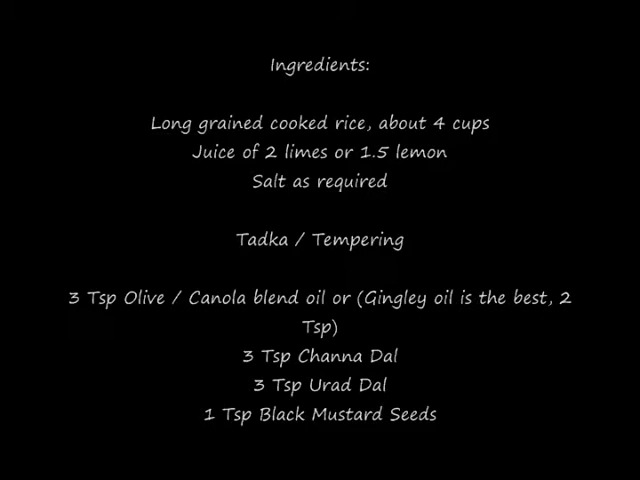 Ingredients:
Long grained cooked rice, about 4 cups
Juice of 2 limes or 1.5 lemon
Salt as required
Tadka / Tempering
3 Tsp Olive / Canola blend oil or (Gingley oil is the best, 2
Tsp)
3 Tsp Channa Dal
3 Tsp Urad Dal
1 Tsp Black Mustard Seeds